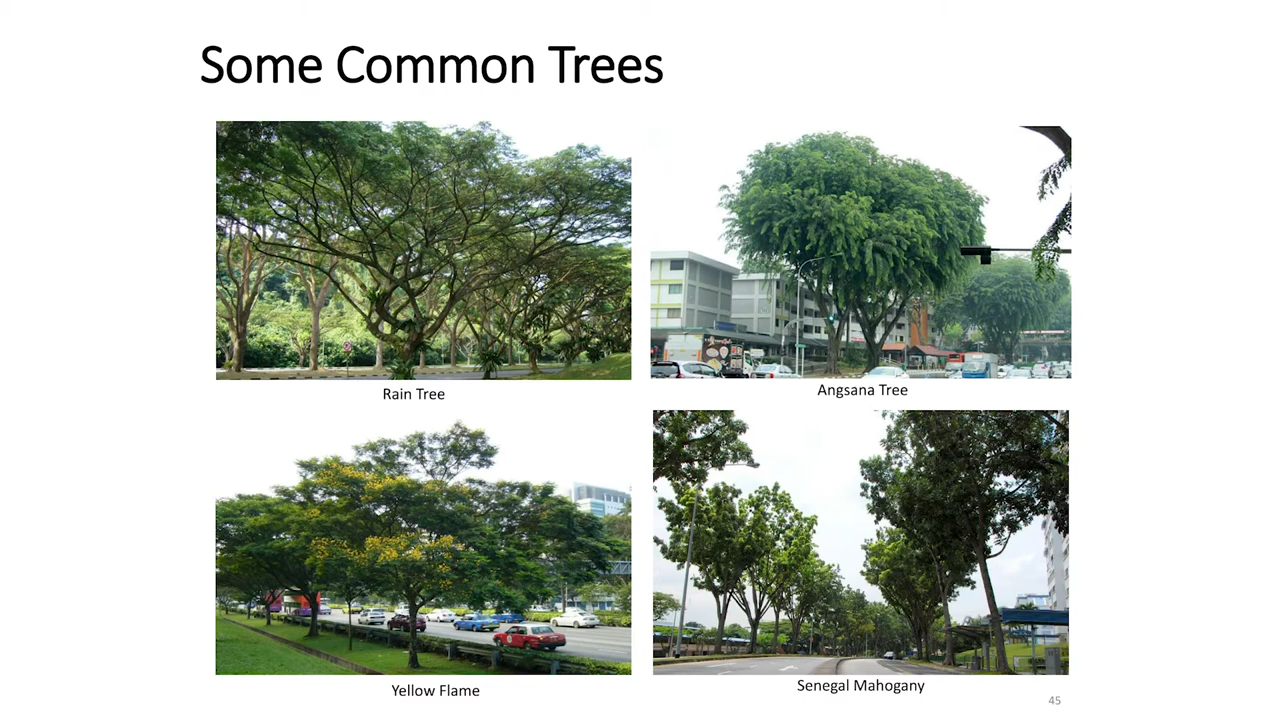 Some Common Trees
Rain Tree
Angsana Tree
Yellow Flame
Senegal Mahogany
45